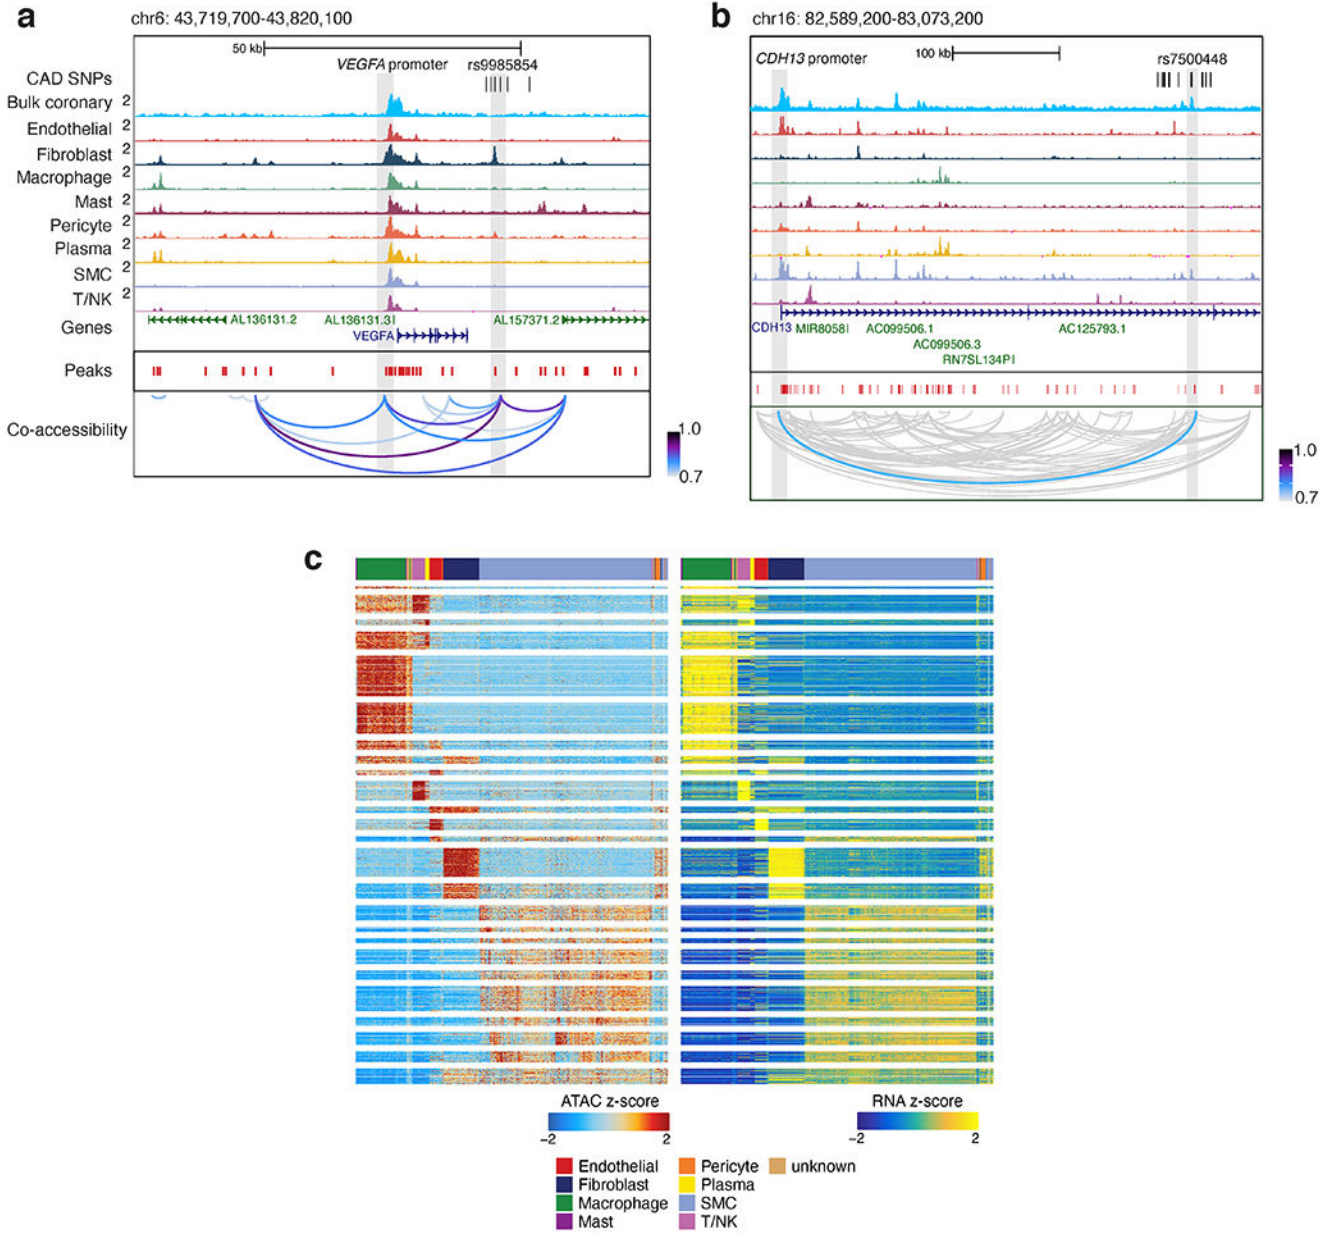 a
chr6: 43,719,700-43,820,100
50 kb
VEGFA promoter
rs9985854
CAD SNPs
Bulk coronary 2
Endothelial 2
Fibroblast 2
Macrophage 2
Mast 2
Pericyte 2
Plasma 2
SMC 2
T/NK 2
Genes
AL136131.2
AL136131.3
AL157371.2
VEGFA
Peaks
Co-accessibility
1.0
0.7
b
chr16: 82,589,200-83,073,200
100 kb
CDH13 promoter
rs7500448
CDH13
MIR8058
AC099506.1
AC125793.1
AC099506.3
RN7SL134P
1.0
0.7
c
ATAC z-score
−2 2
RNA z-score
−2 2
Endothelial
Fibroblast
Macrophage
Mast
Pericyte
Plasma
SMC
T/NK
unknown